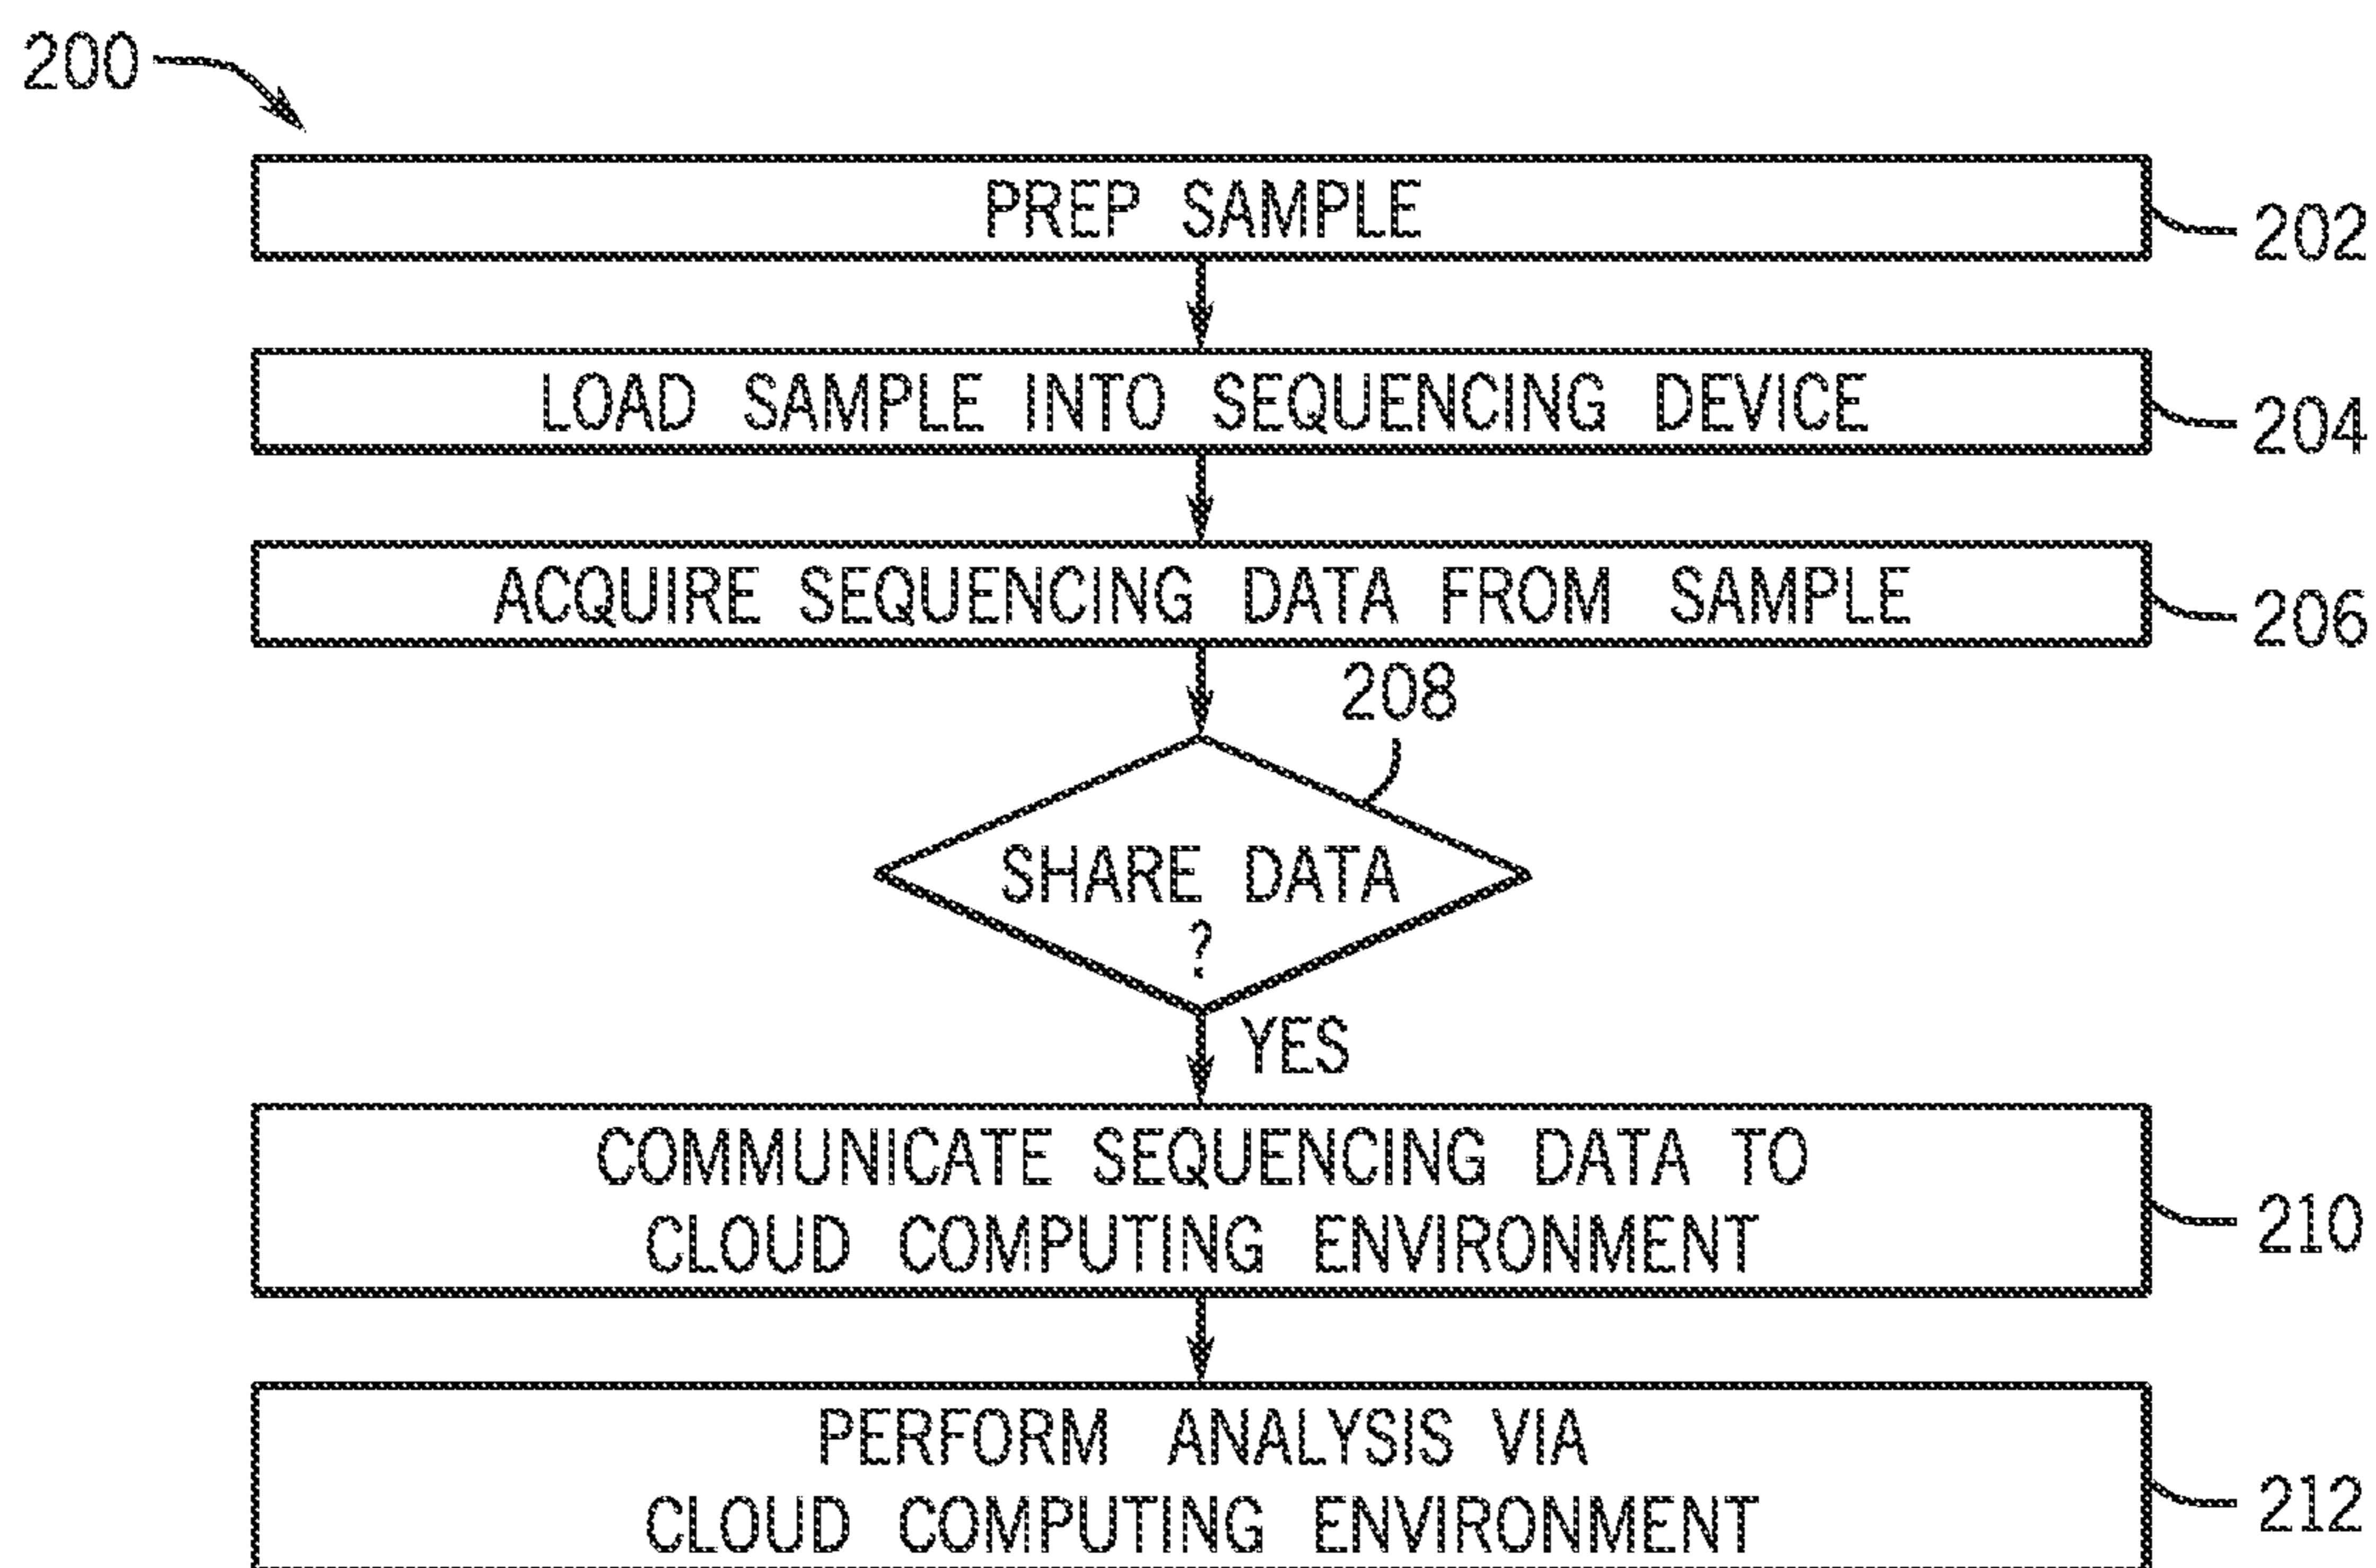 200
PREP SAMPLE
202
LOAD SAMPLE INTO SEQUENCING DEVICE
204
ACQUIRE SEQUENCING DATA FROM SAMPLE
206
208
SHARE DATA
?
YES
COMMUNICATE SEQUENCING DATA TO
CLOUD COMPUTING ENVIRONMENT
210
PERFORM ANALYSIS VIA
CLOUD COMPUTING ENVIRONMENT
212